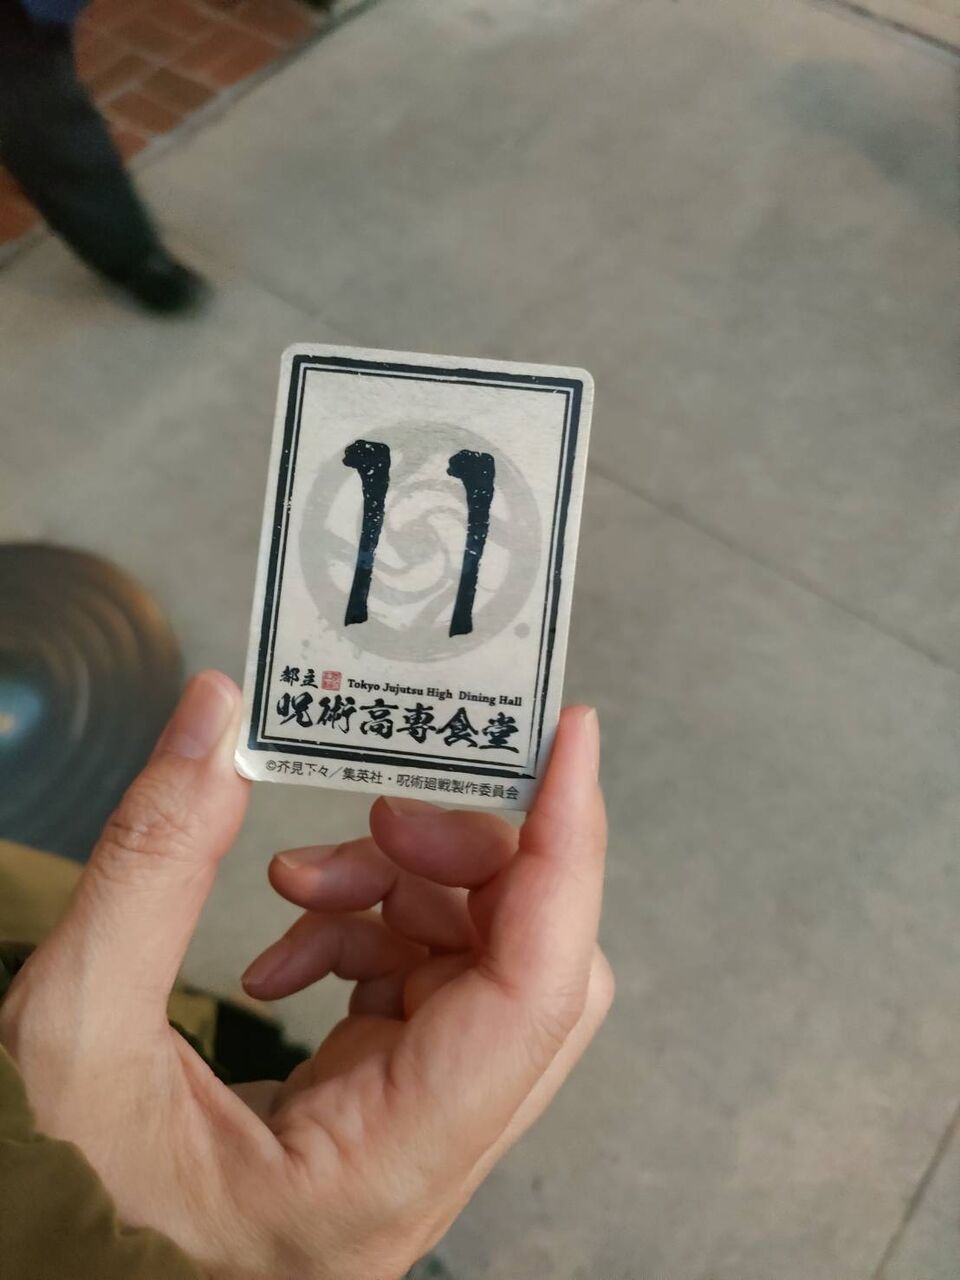 11
都立
Tokyo Jujutsu High Dining Hall
呪術高専食堂
©芥見下々／集英社・呪術廻戦製作委員会